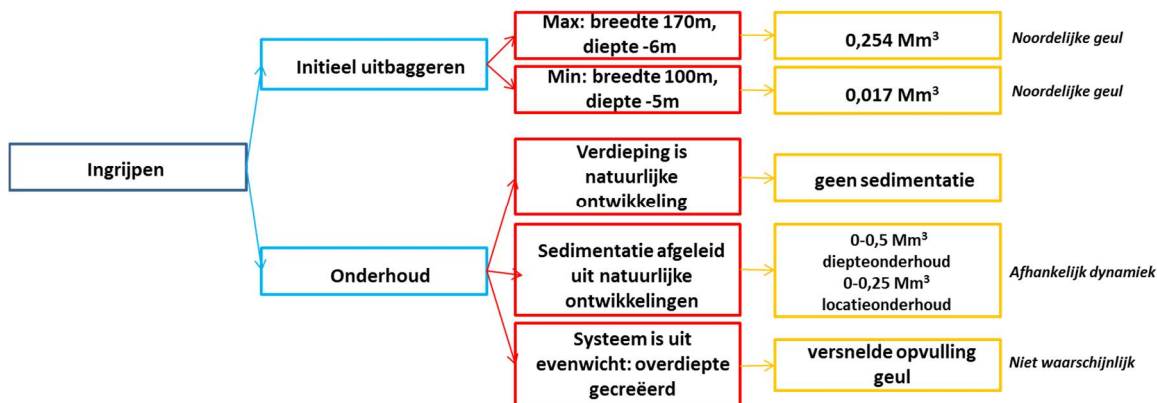 Ingrijpen
Initieel uitbaggeren
Max: breedte 170m,
diepte -6m
0,254 Mm³
Noordelijke geul
Min: breedte 100m,
diepte -5m
0,017 Mm³
Noordelijke geul
Onderhoud
Verdieping is
natuurlijke
ontwikkeling
geen sedimentatie
Sedimentatie afgeleid
uit natuurlijke
ontwikkelingen
0-0,5 Mm³
diepteonderhoud
0-0,25 Mm³
locatieonderhoud
Afhankelijk dynamiek
Systeem is uit
evenwicht: overdiepte
gecreëerd
versnelde opvulling
geul
Niet waarschijnlijk